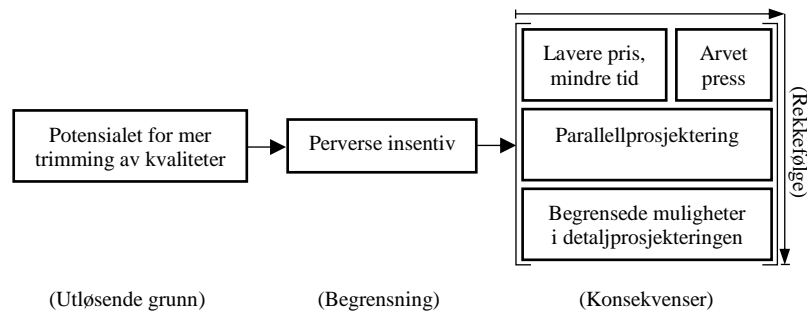 Potensialet for mer
trimming av kvaliteter
Perverse insentiv
Lavere pris,
mindre tid
Arvet
press
Parallellprosjektering
Begrensede muligheter
i detaljprosjekteringen
(Rekkefølge)
(Utløsende grunn)
(Begrensning)
(Konsekvenser)